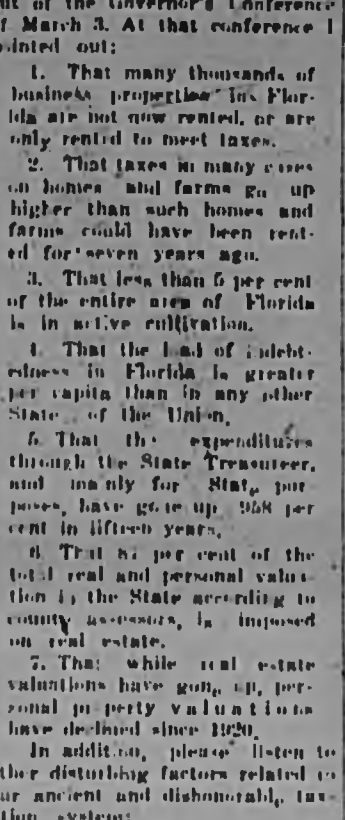 of the Governor's Conference
March 3. At that conference I
pointed out:
1. That many thousands of
business properties in Flor-
ida are not now rented, or are
only rented to meet taxes.
2. That taxes in many cases
on homes and farms go up
higher than such homes and
farms could have been rent-
ed for seven years ago.
3. That less than 5 per cent
of the entire area of Florida
is in active cultivation.
4. That the load of indebt-
edness in Florida is greater
per capita than in any other
State of the Union.
5. That the expenditures
through the State Treasurer,
and mainly for State pur-
poses, have gone up 958 per
cent in fifteen years.
6. That per cent of the
total real and personal valua-
tion in the State according to
county assessors, is imposed
on real estate.
7. That while real estate
valuations have gone up, per-
sonal property valuations
have declined since 1920.
In addition, please listen to
disturbing factors related to
ancient and dishonorable tax-
system: